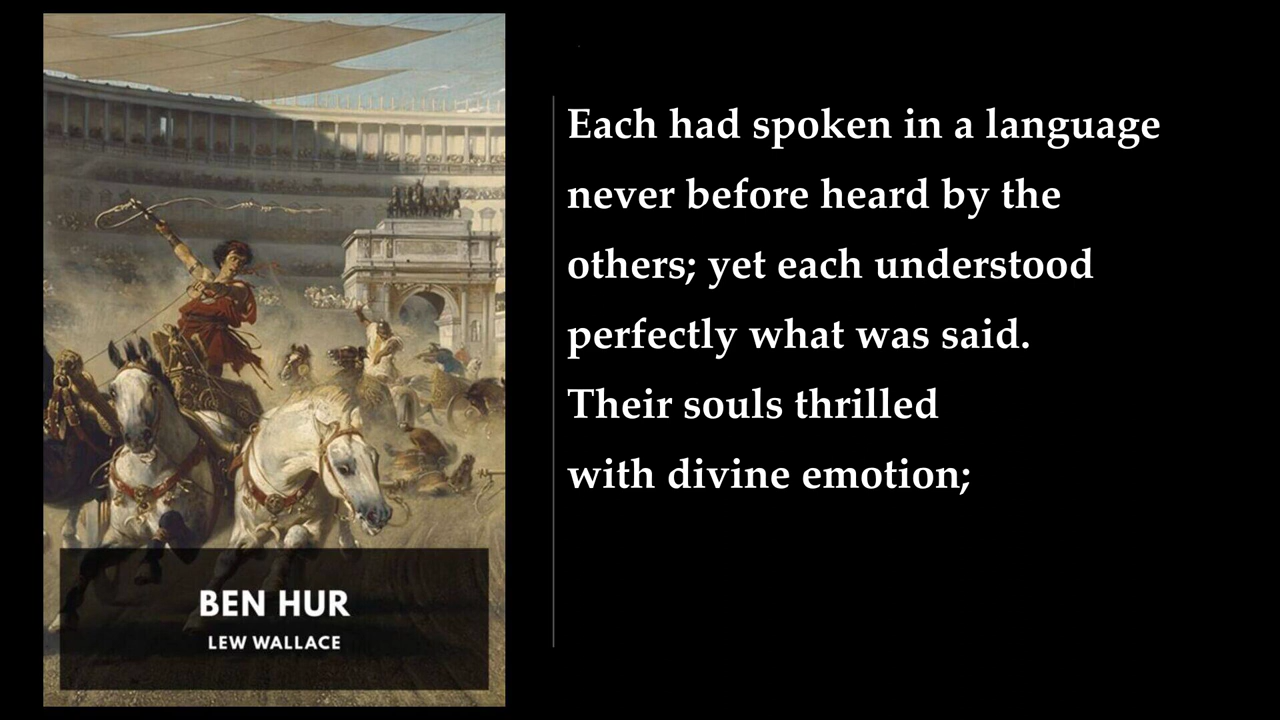 Each had spoken in a language
never before heard by the
others; yet each understood
perfectly what was said.
Their souls thrilled
with divine emotion;
BEN HUR
LEW WALLACE